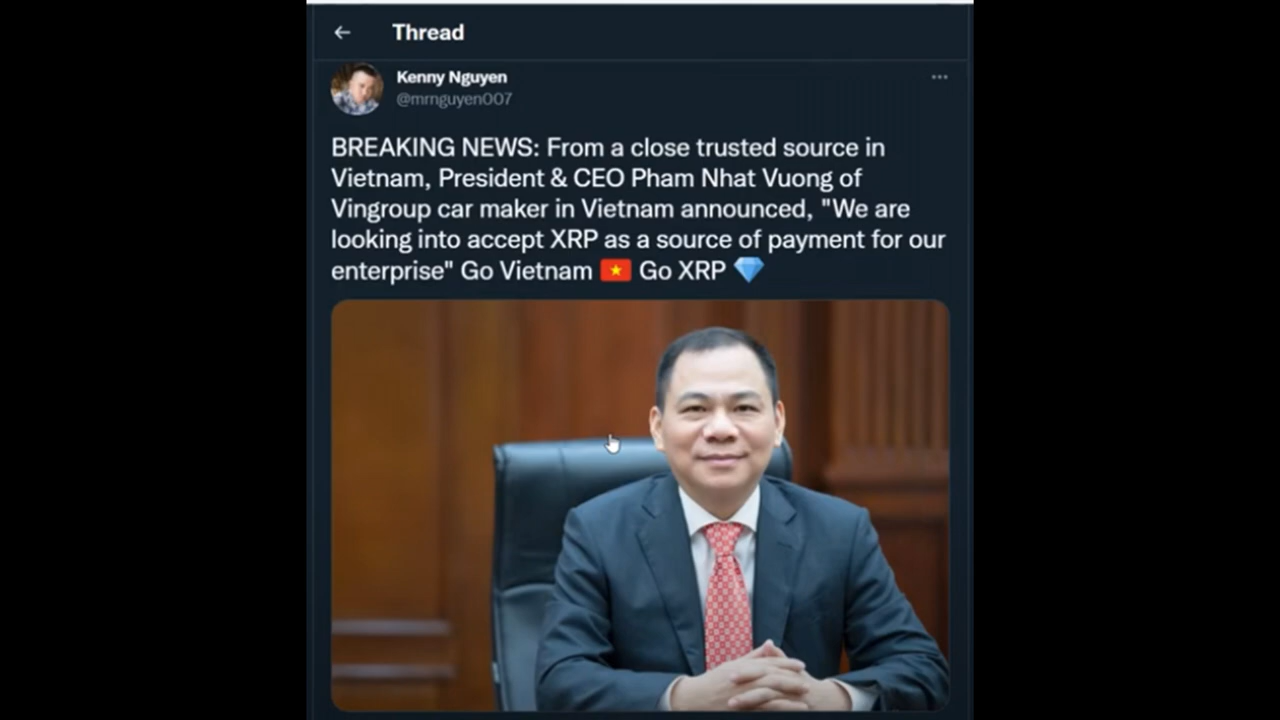 Thread
Kenny Nguyen
@mrnguyen007
BREAKING NEWS: From a close trusted source in
Vietnam, President & CEO Pham Nhat Vuong of
Vingroup car maker in Vietnam announced, "We are
looking into accept XRP as a source of payment for our
enterprise" Go Vietnam 🇻🇳 Go XRP 💎